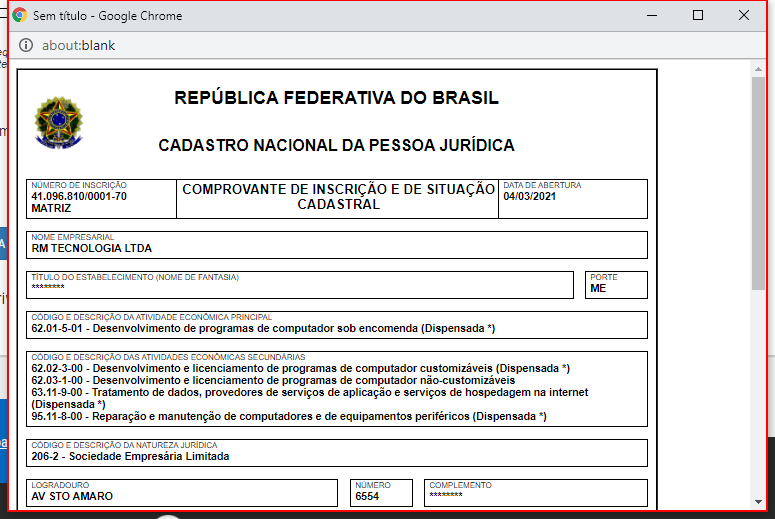 Sem título - Google Chrome
about:blank
REPÚBLICA FEDERATIVA DO BRASIL
CADASTRO NACIONAL DA PESSOA JURÍDICA
NÚMERO DE INSCRIÇÃO
41.096.810/0001-70
MATRIZ
COMPROVANTE DE INSCRIÇÃO E DE SITUAÇÃO
CADASTRAL
DATA DE ABERTURA
04/03/2021
NOME EMPRESARIAL
RM TECNOLOGIA LTDA
TÍTULO DO ESTABELECIMENTO (NOME DE FANTASIA)
********
PORTE
ME
CÓDIGO E DESCRIÇÃO DA ATIVIDADE ECONÔMICA PRINCIPAL
62.01-5-01 - Desenvolvimento de programas de computador sob encomenda (Dispensada *)
CÓDIGO E DESCRIÇÃO DAS ATIVIDADES ECONÔMICAS SECUNDÁRIAS
62.02-3-00 - Desenvolvimento e licenciamento de programas de computador customizáveis (Dispensada *)
62.03-1-00 - Desenvolvimento e licenciamento de programas de computador não-customizáveis
63.11-9-00 - Tratamento de dados, provedores de serviços de aplicação e serviços de hospedagem na internet
(Dispensada *)
95.11-8-00 - Reparação e manutenção de computadores e de equipamentos periféricos (Dispensada *)
CÓDIGO E DESCRIÇÃO DA NATUREZA JURÍDICA
206-2 - Sociedade Empresária Limitada
LOGRADOURO
AV STO AMARO
NÚMERO
6554
COMPLEMENTO
********